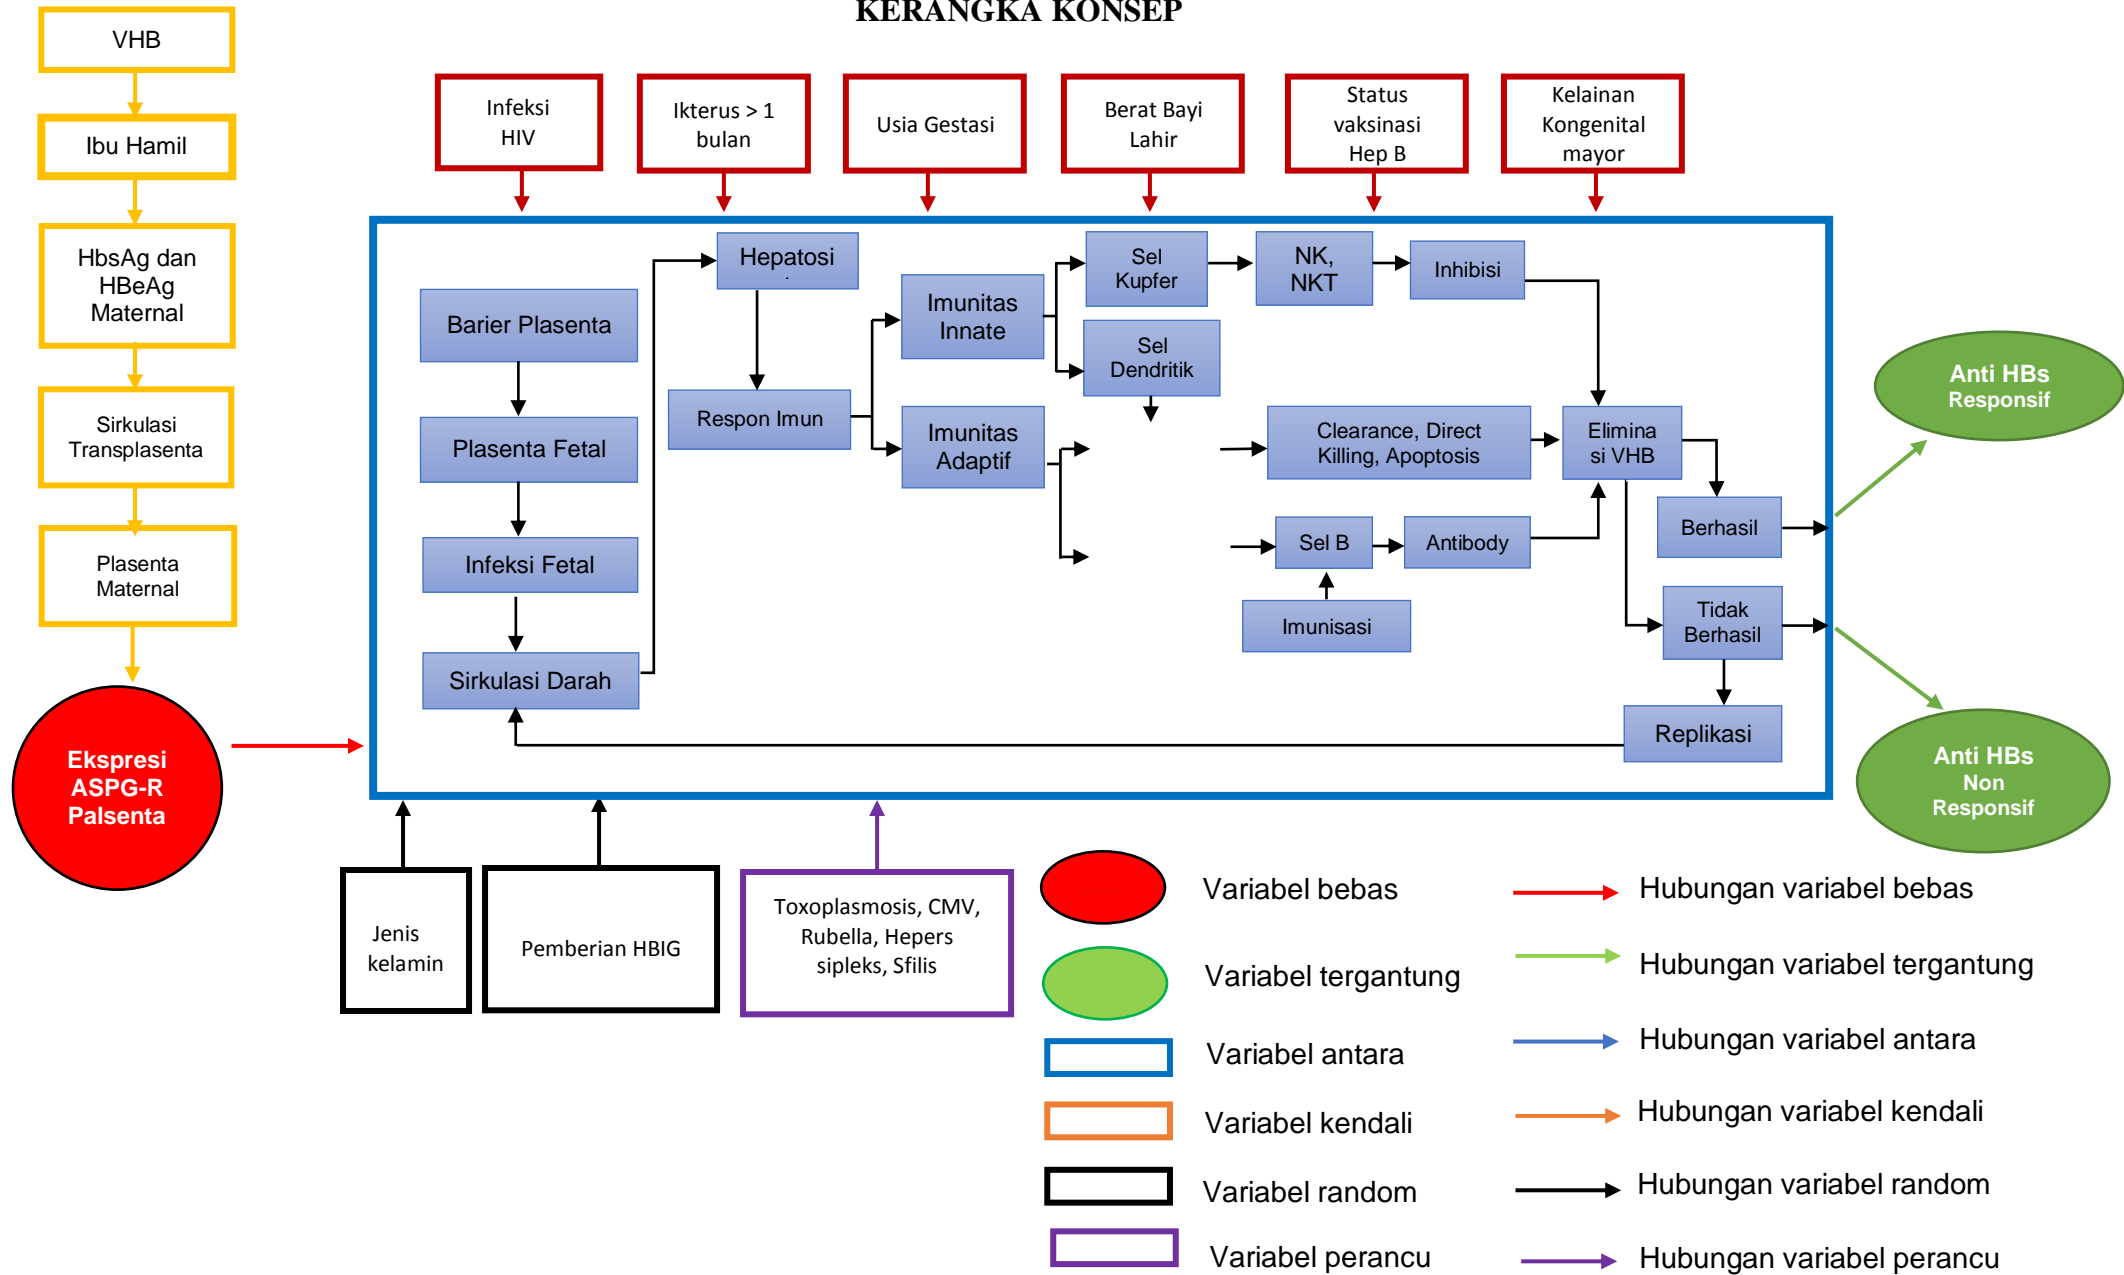 KERANGKA KONSEP
VHB
Ibu Hamil
HbsAg dan
HBeAg
Maternal
Sirkulasi
Transplasenta
Plasenta
Maternal
Ekspresi
ASPG-R
Palsenta
Infeksi
HIV
Ikterus > 1
bulan
Usia Gestasi
Berat Bayi
Lahir
Status
vaksinasi
Hep B
Kelainan
Kongenital
mayor
Barier Plasenta
Plasenta Fetal
Infeksi Fetal
Sirkulasi Darah
Hepatosi
Respon Imun
Imunitas
Innate
Imunitas
Adaptif
Sel
Kupfer
Sel
Dendritik
NK,
NKT
Inhibisi
Clearance, Direct
Killing, Apoptosis
Sel B
Antibody
Imunisasi
Elimina
si VHB
Berhasil
Tidak
Berhasil
Replikasi
Anti HBs
Responsif
Anti HBs
Non
Responsif
Jenis
kelamin
Pemberian HBIG
Toxoplasmosis, CMV,
Rubella, Hepers
sipleks, Sfilis
Variabel bebas
Variabel tergantung
Variabel antara
Variabel kendali
Variabel random
Variabel perancu
Hubungan variabel bebas
Hubungan variabel tergantung
Hubungan variabel antara
Hubungan variabel kendali
Hubungan variabel random
Hubungan variabel perancu